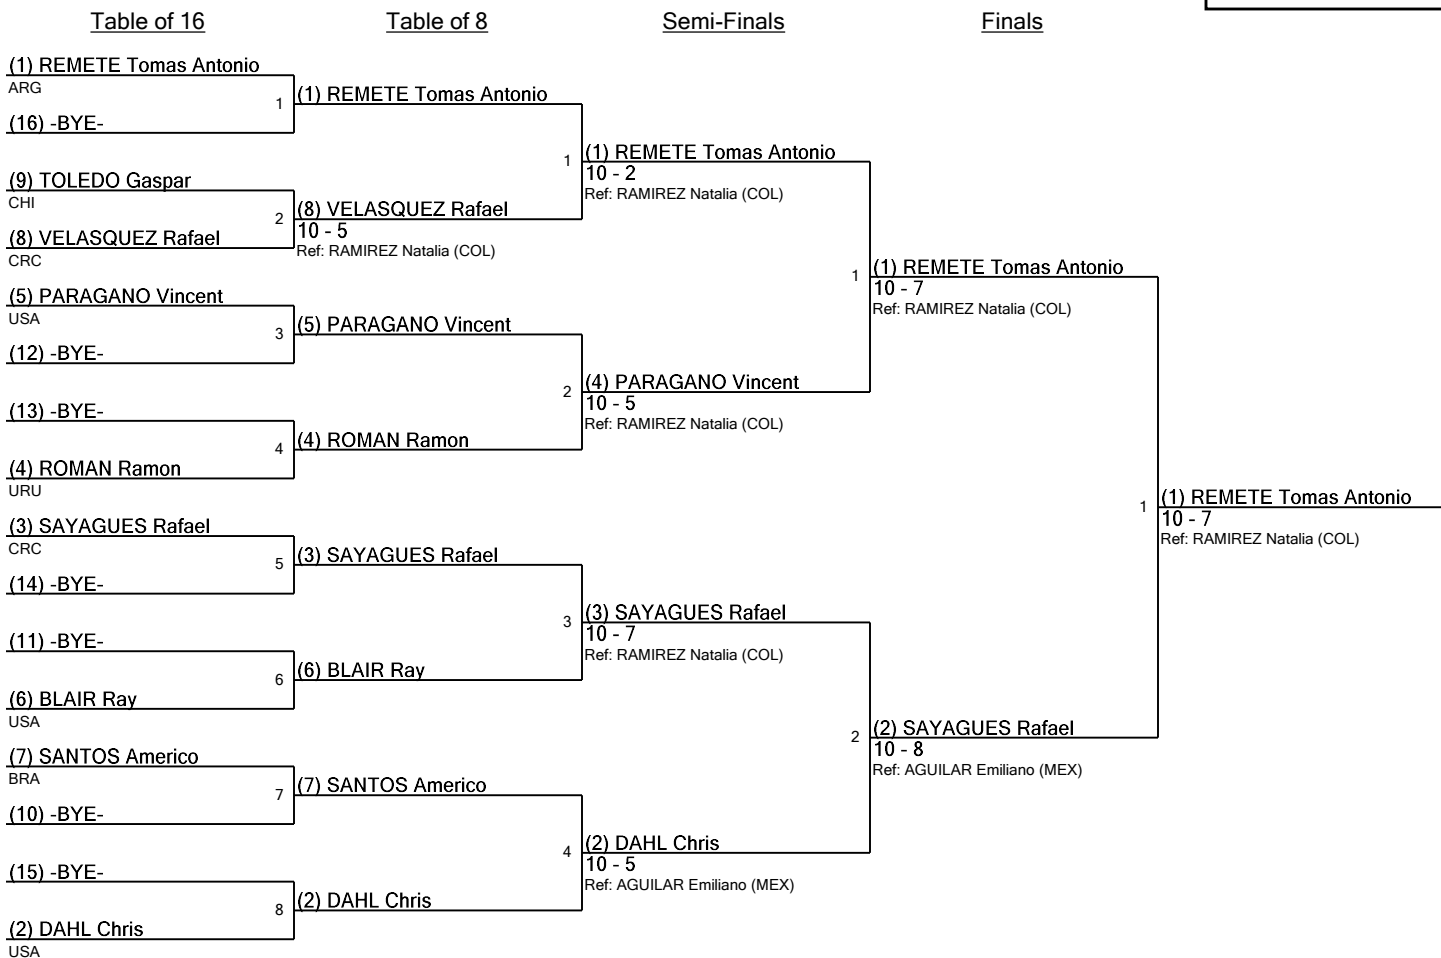 Table of 16
Table of 8
Semi-Finals
Finals
(1) REMETE Tomas Antonio
ARG
1
(16) -BYE-
(9) TOLEDO Gaspar
CHI
2
(8) VELASQUEZ Rafael
CRC
(5) PARAGANO Vincent
USA
3
(12) -BYE-
(13) -BYE-
4
(4) ROMAN Ramon
URU
(3) SAYAGUES Rafael
CRC
5
(14) -BYE-
(11) -BYE-
6
(6) BLAIR Ray
USA
(7) SANTOS Americo
BRA
7
(10) -BYE-
(15) -BYE-
8
(2) DAHL Chris
USA
(1) REMETE Tomas Antonio
1
(8) VELASQUEZ Rafael
10 - 5
Ref: RAMIREZ Natalia (COL)
(5) PARAGANO Vincent
2
(4) ROMAN Ramon
(3) SAYAGUES Rafael
3
(6) BLAIR Ray
(7) SANTOS Americo
4
(2) DAHL Chris
(1) REMETE Tomas Antonio
10 - 2
Ref: RAMIREZ Natalia (COL)
1
(4) PARAGANO Vincent
10 - 5
Ref: RAMIREZ Natalia (COL)
(3) SAYAGUES Rafael
10 - 7
Ref: RAMIREZ Natalia (COL)
2
(2) DAHL Chris
10 - 5
Ref: AGUILAR Emiliano (MEX)
(1) REMETE Tomas Antonio
10 - 7
Ref: RAMIREZ Natalia (COL)
1
(2) SAYAGUES Rafael
10 - 8
Ref: AGUILAR Emiliano (MEX)
(1) REMETE Tomas Antonio
10 - 7
Ref: RAMIREZ Natalia (COL)